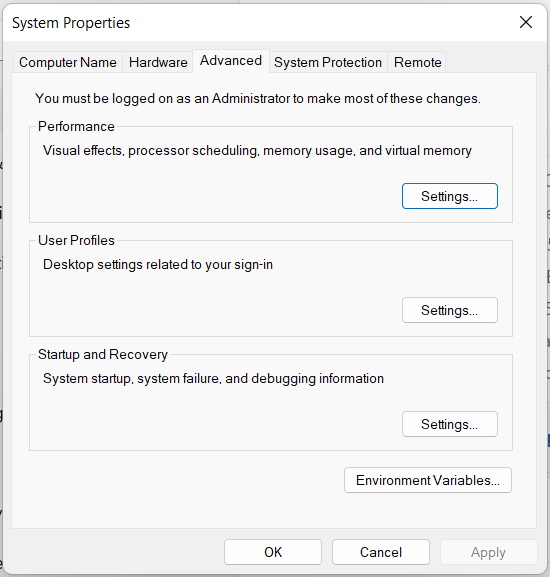 System Properties
Computer Name
Hardware
Advanced
System Protection
Remote
You must be logged on as an Administrator to make most of these changes.
Performance
Visual effects, processor scheduling, memory usage, and virtual memory
Settings...
User Profiles
Desktop settings related to your sign-in
Settings...
Startup and Recovery
System startup, system failure, and debugging information
Settings...
Environment Variables...
OK
Cancel
Apply